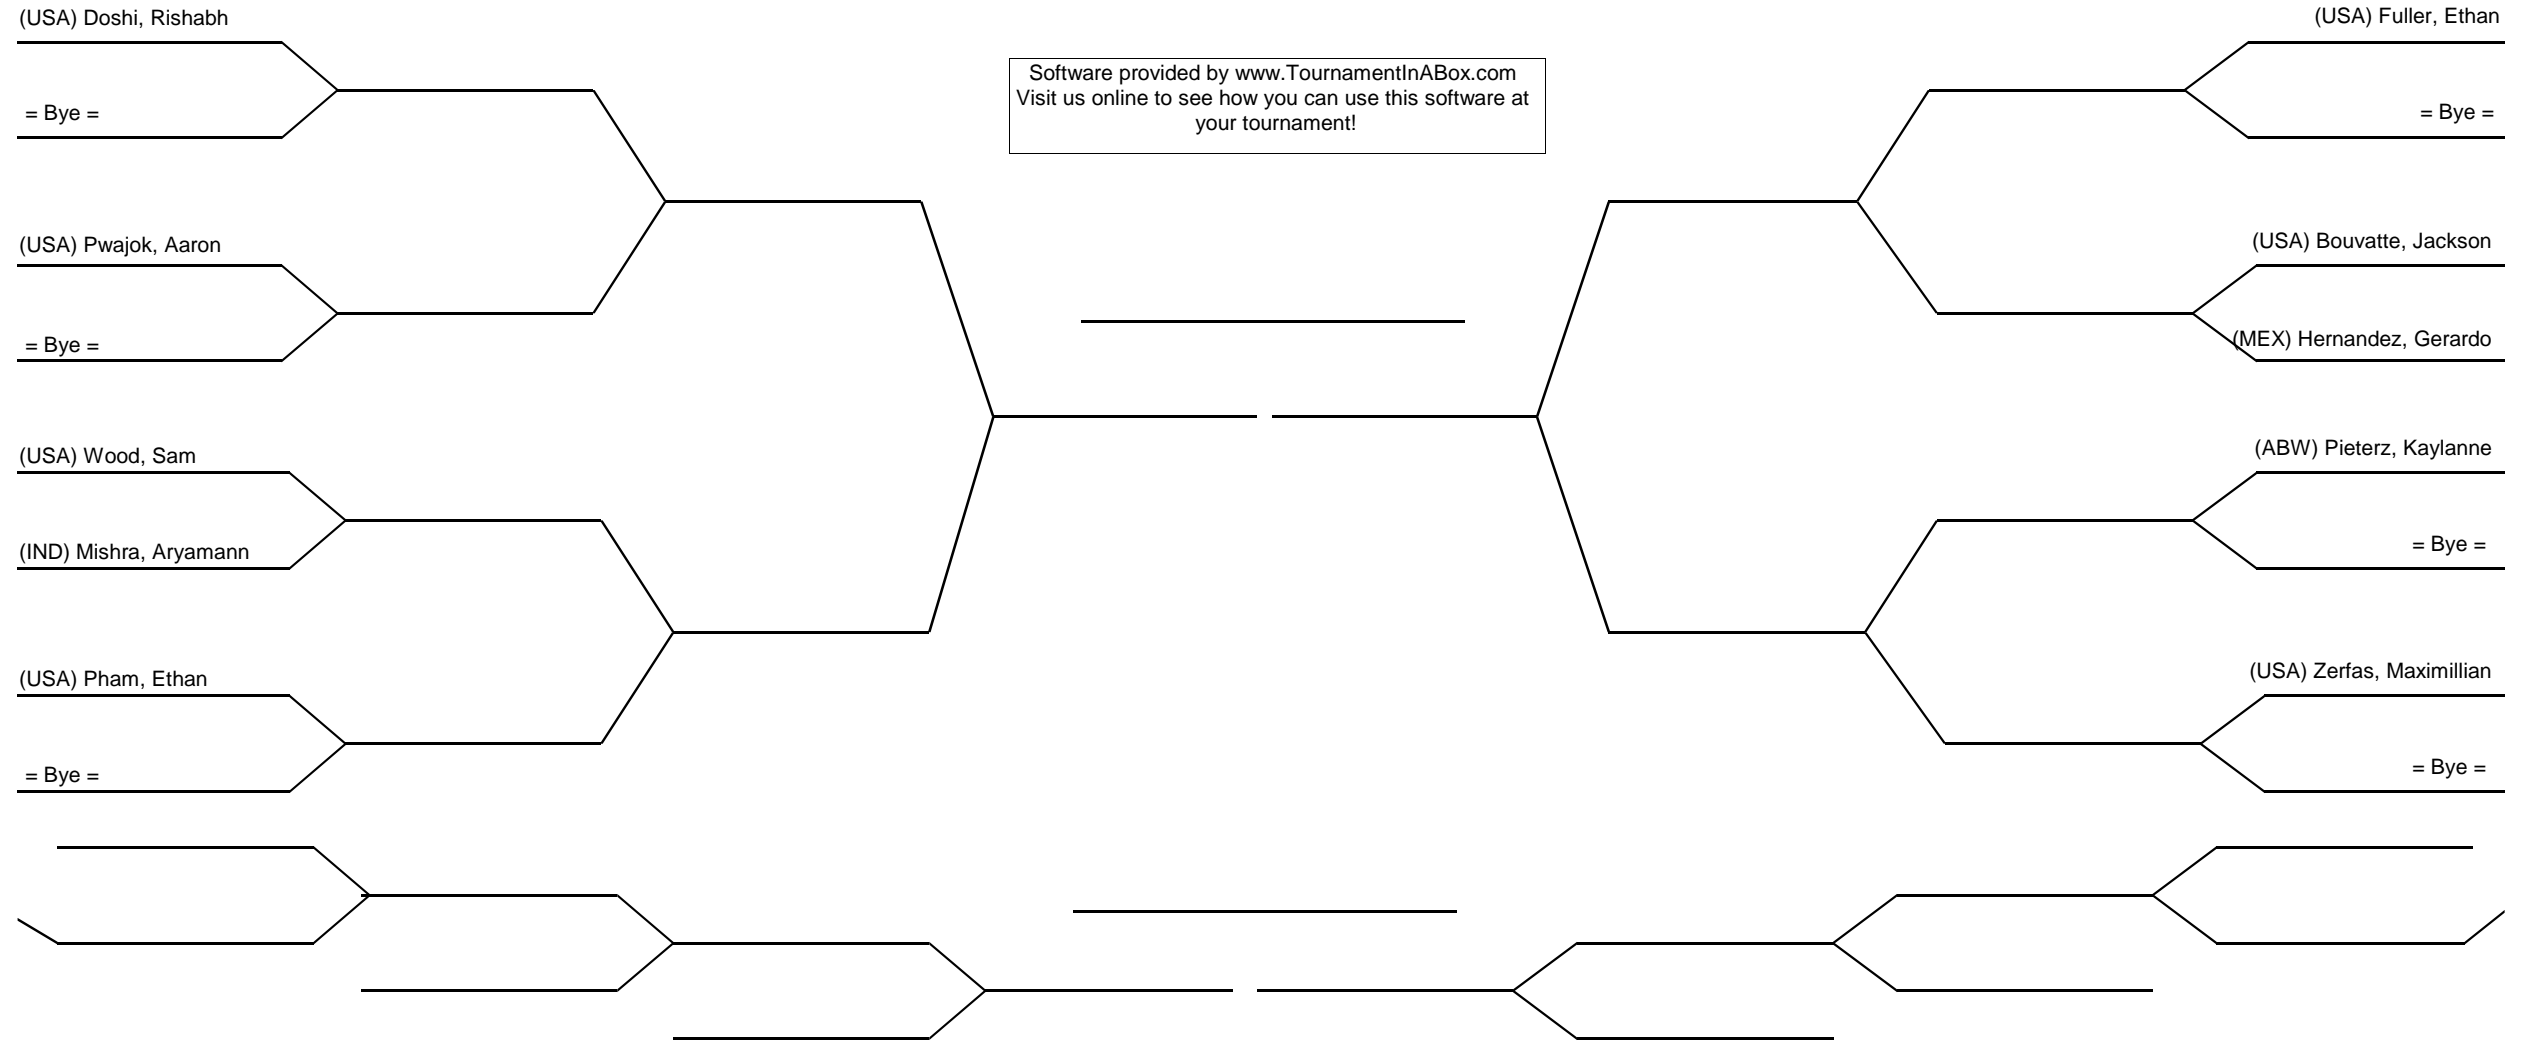 (USA) Doshi, Rishabh
= Bye =
(USA) Pwajok, Aaron
= Bye =
(USA) Wood, Sam
(IND) Mishra, Aryamann
(USA) Pham, Ethan
= Bye =
Software provided by www.TournamentInABox.com
Visit us online to see how you can use this software at
your tournament!
(USA) Fuller, Ethan
= Bye =
(USA) Bouvatte, Jackson
(MEX) Hernandez, Gerardo
(ABW) Pieterz, Kaylanne
= Bye =
(USA) Zerfas, Maximillian
= Bye =